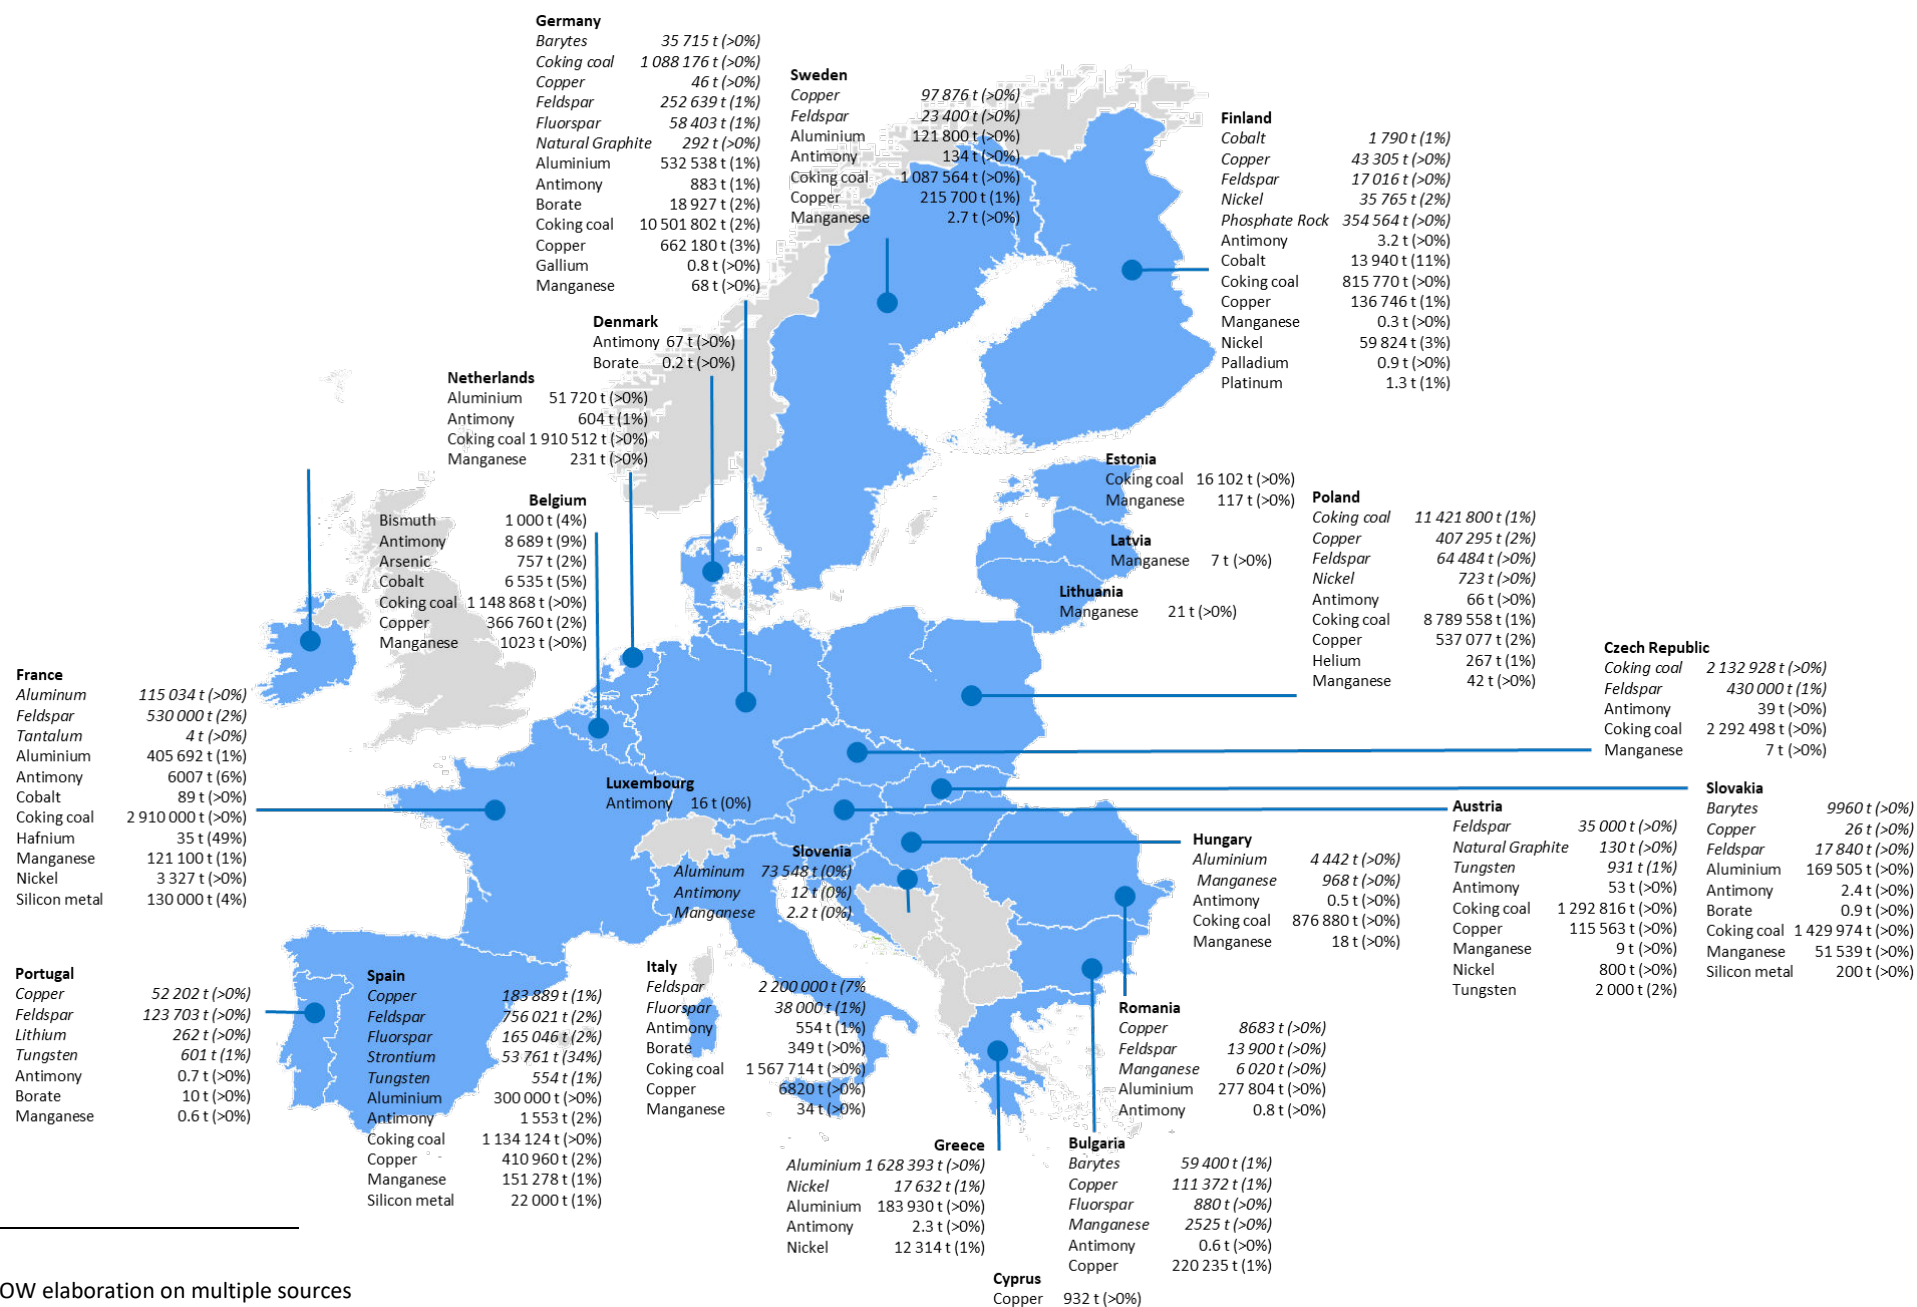 Germany
Barytes 35 715 t (>0%)
Coking coal 1 088 176 t (>0%)
Copper 46 t (>0%)
Feldspar 252 639 t (1%)
Fluorspar 58 403 t (1%)
Natural Graphite 292 t (>0%)
Aluminium 532 538 t (1%)
Antimony 883 t (1%)
Borate 18 927 t (2%)
Coking coal 10 501 802 t (2%)
Copper 662 180 t (3%)
Gallium 0.8 t (>0%)
Manganese 68 t (>0%)
Sweden
Copper 97 876 t (>0%)
Feldspar 23 400 t (>0%)
Aluminium 121 800 t (>0%)
Antimony 134 t (>0%)
Coking coal 1 087 564 t (>0%)
Copper 215 700 t (1%)
Manganese 2.7 t (>0%)
Finland
Cobalt 1 790 t (1%)
Copper 43 305 t (>0%)
Feldspar 17 016 t (>0%)
Nickel 35 765 t (2%)
Phosphate Rock 354 564 t (>0%)
Antimony 3.2 t (>0%)
Cobalt 13 940 t (11%)
Coking coal 815 770 t (>0%)
Copper 136 746 t (1%)
Manganese 0.3 t (>0%)
Nickel 59 824 t (3%)
Palladium 0.9 t (>0%)
Platinum 1.3 t (1%)
Denmark
Antimony 67 t (>0%)
Borate 0.2 t (>0%)
Netherlands
Aluminium 51 720 t (>0%)
Antimony 604 t (1%)
Coking coal 1 910 512 t (>0%)
Manganese 231 t (>0%)
Belgium
Bismuth 1 000 t (4%)
Antimony 8 689 t (9%)
Arsenic 757 t (2%)
Cobalt 6 535 t (5%)
Coking coal 1 148 868 t (>0%)
Copper 366 760 t (2%)
Manganese 1023 t (>0%)
Estonia
Coking coal 16 102 t (>0%)
Manganese 117 t (>0%)
Latvia
Manganese 7 t (>0%)
Lithuania
Manganese 21 t (>0%)
Poland
Coking coal 11 421 800 t (1%)
Copper 407 295 t (2%)
Feldspar 64 484 t (>0%)
Nickel 723 t (>0%)
Antimony 66 t (>0%)
Coking coal 8 789 558 t (1%)
Copper 537 077 t (2%)
Helium 267 t (1%)
Manganese 42 t (>0%)
Czech Republic
Coking coal 2 132 928 t (>0%)
Feldspar 430 000 t (1%)
Antimony 39 t (>0%)
Coking coal 2 292 498 t (>0%)
Manganese 7 t (>0%)
France
Aluminum 115 034 t (>0%)
Feldspar 530 000 t (2%)
Tantalum 4 t (>0%)
Aluminium 405 692 t (1%)
Antimony 6007 t (6%)
Cobalt 89 t (>0%)
Coking coal 2 910 000 t (>0%)
Hafnium 35 t (49%)
Manganese 121 100 t (1%)
Nickel 3 327 t (>0%)
Silicon metal 130 000 t (4%)
Luxembourg
Antimony 16 t (0%)
Slovenia
Aluminum 73 548 t (0%)
Antimony 12 t (0%)
Manganese 2.2 t (0%)
Hungary
Aluminium 4 442 t (>0%)
Manganese 968 t (>0%)
Antimony 0.5 t (>0%)
Coking coal 876 880 t (>0%)
Manganese 18 t (>0%)
Austria
Feldspar 35 000 t (>0%)
Natural Graphite 130 t (>0%)
Tungsten 931 t (1%)
Antimony 53 t (>0%)
Coking coal 1 292 816 t (>0%)
Copper 115 563 t (>0%)
Manganese 9 t (>0%)
Nickel 800 t (>0%)
Tungsten 2 000 t (2%)
Slovakia
Barytes 9960 t (>0%)
Copper 26 t (>0%)
Feldspar 17 840 t (>0%)
Aluminium 169 505 t (>0%)
Antimony 2.4 t (>0%)
Borate 0.9 t (>0%)
Coking coal 1 429 974 t (>0%)
Manganese 51 539 t (>0%)
Silicon metal 200 t (>0%)
Portugal
Copper 52 202 t (>0%)
Feldspar 123 703 t (>0%)
Lithium 262 t (>0%)
Tungsten 601 t (1%)
Antimony 0.7 t (>0%)
Borate 10 t (>0%)
Manganese 0.6 t (>0%)
Spain
Copper 183 889 t (1%)
Feldspar 756 021 t (2%)
Fluorspar 165 046 t (2%)
Strontium 53 761 t (34%)
Tungsten 554 t (1%)
Aluminium 300 000 t (>0%)
Antimony 1 553 t (2%)
Coking coal 1 134 124 t (>0%)
Copper 410 960 t (2%)
Manganese 151 278 t (1%)
Silicon metal 22 000 t (1%)
Italy
Feldspar 2 200 000 t (7%
Fluorspar 38 000 t (1%)
Antimony 554 t (1%)
Borate 349 t (>0%)
Coking coal 1 567 714 t (>0%)
Copper 6820 t (>0%)
Manganese 34 t (>0%)
Romania
Copper 8683 t (>0%)
Feldspar 13 900 t (>0%)
Manganese 6 020 t (>0%)
Aluminium 277 804 t (>0%)
Antimony 0.8 t (>0%)
Greece
Aluminium 1 628 393 t (>0%)
Nickel 17 632 t (1%)
Aluminium 183 930 t (>0%)
Antimony 2.3 t (>0%)
Nickel 12 314 t (1%)
Bulgaria
Barytes 59 400 t (1%)
Copper 111 372 t (1%)
Fluorspar 880 t (>0%)
Manganese 2525 t (>0%)
Antimony 0.6 t (>0%)
Copper 220 235 t (1%)
Cyprus
Copper 932 t (>0%)
OW elaboration on multiple sources